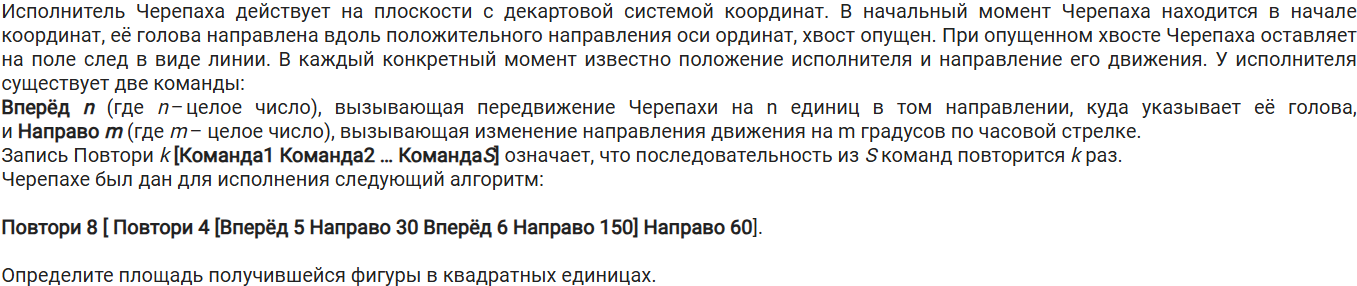 Исполнитель Черепаха действует на плоскости с декартовой системой координат. В начальный момент Черепаха находится в начале
координат, её голова направлена вдоль положительного направления оси ординат, хвост опущен. При опущенном хвосте Черепаха оставляет
на поле след в виде линии. В каждый конкретный момент известно положение исполнителя и направление его движения. У исполнителя
существует две команды:
Вперёд n (где n – целое число), вызывающая передвижение Черепахи на n единиц в том направлении, куда указывает её голова,
и Направо m (где m – целое число), вызывающая изменение направления движения на m градусов по часовой стрелке.
Запись Повтори k [Команда1 Команда2 … КомандаS] означает, что последовательность из S команд повторится k раз.
Черепахе был дан для исполнения следующий алгоритм:
Повтори 8 [ Повтори 4 [Вперёд 5 Направо 30 Вперёд 6 Направо 150] Направо 60].
Определите площадь получившейся фигуры в квадратных единицах.